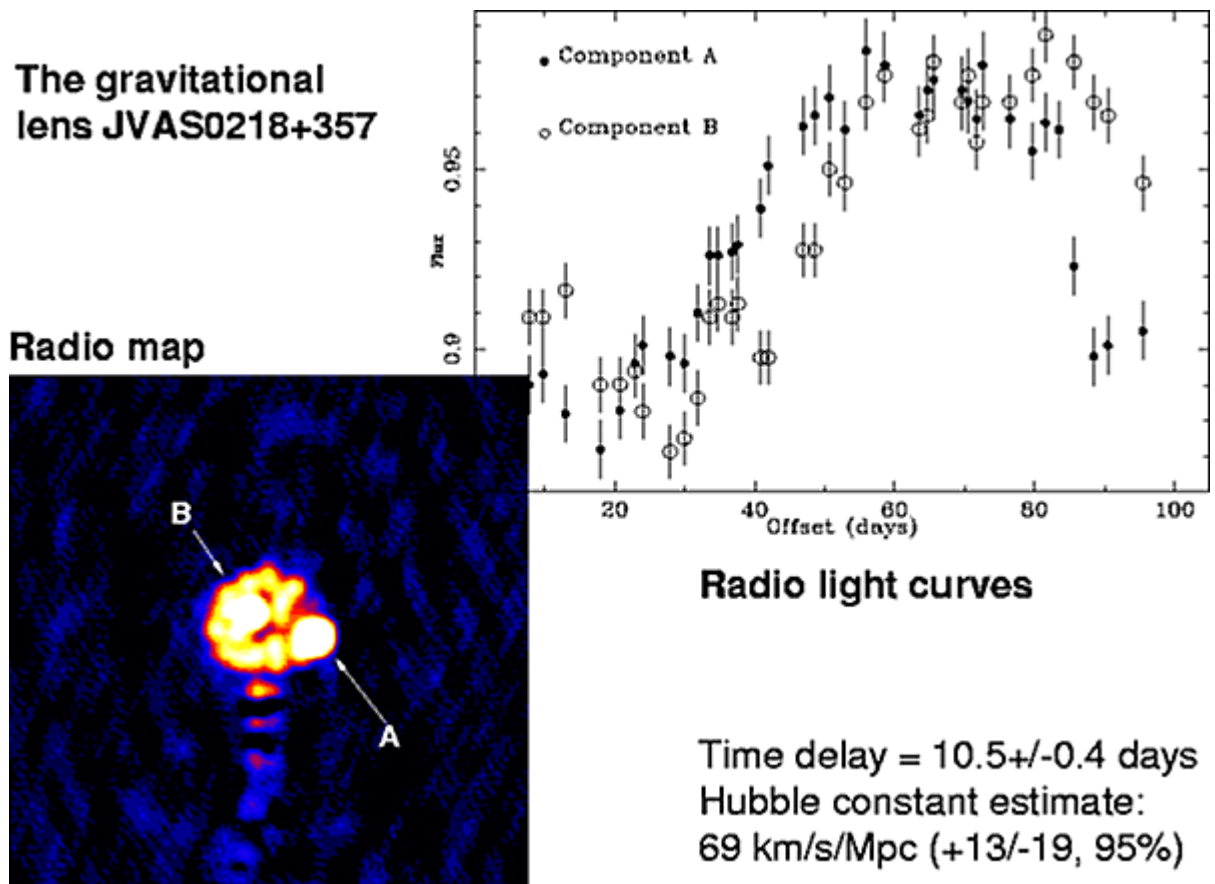 The gravitational
lens JVAS0218+357
Component A
Component B
0.95
0.9
Flux
20
40
60
80
100
Offset (days)
Radio map
B
A
Radio light curves
Time delay = 10.5+/-0.4 days
Hubble constant estimate:
69 km/s/Mpc (+13/-19, 95%)